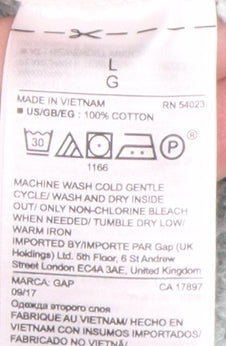 L
G
MADE IN VIETNAM RN 54023
■ US/GB/EG : 100% COTTON
30
P ®
1166
MACHINE WASH COLD GENTLE
CYCLE/ WASH AND DRY INSIDE
OUT/ ONLY NON-CHLORINE BLEACH
WHEN NEEDED/ TUMBLE DRY LOW/
WARM IRON
IMPORTED BY/IMPORTE PAR Gap (UK
Holdings) Ltd. 5th Floor, 6 St Andrew
Street London EC4A 3AE, United Kingdom
MARCA: GAP CA 17897
09/17
Одежда второго слоя
FABRIQUE AU VIETNAM/ HECHO EN
VIETNAM CON INSUMOS IMPORTADOS/
FABRICADO NO VIETNÃ/